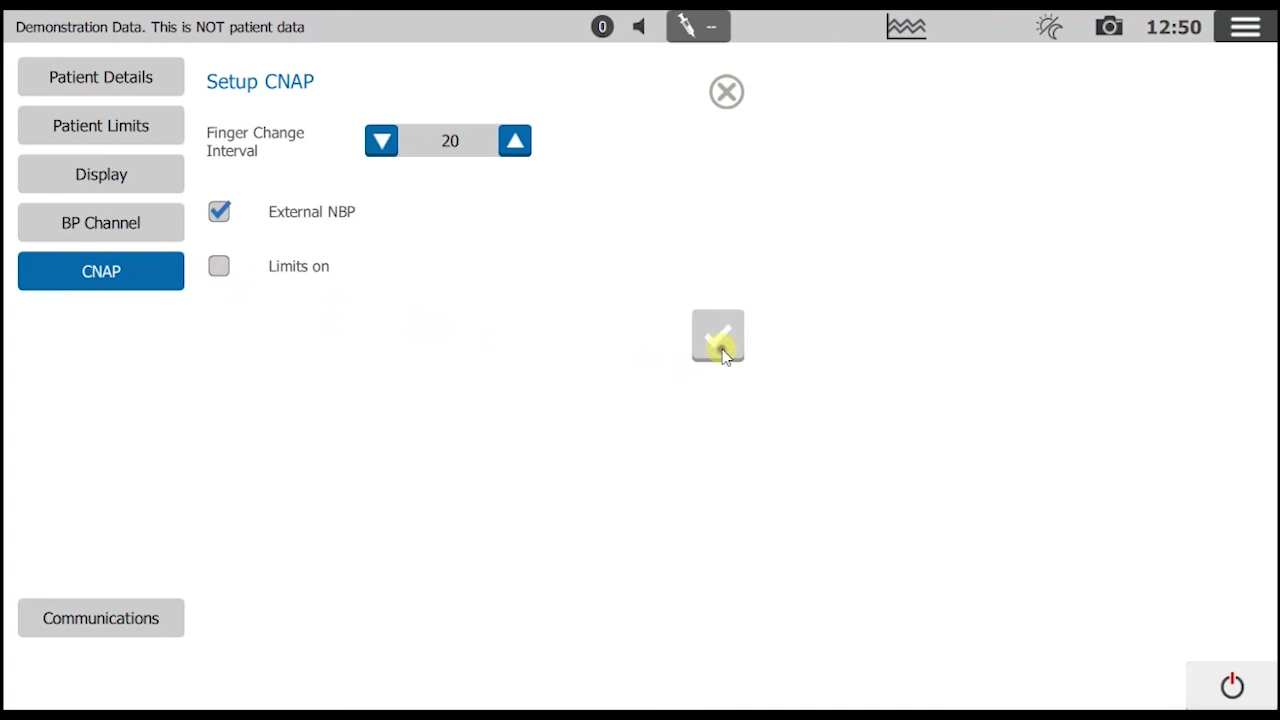 Demonstration Data. This is NOT patient data
0
--
12:50
Patient Details
Patient Limits
Display
BP Channel
CNAP
Communications
Setup CNAP
Finger Change
Interval
20
External NBP
Limits on